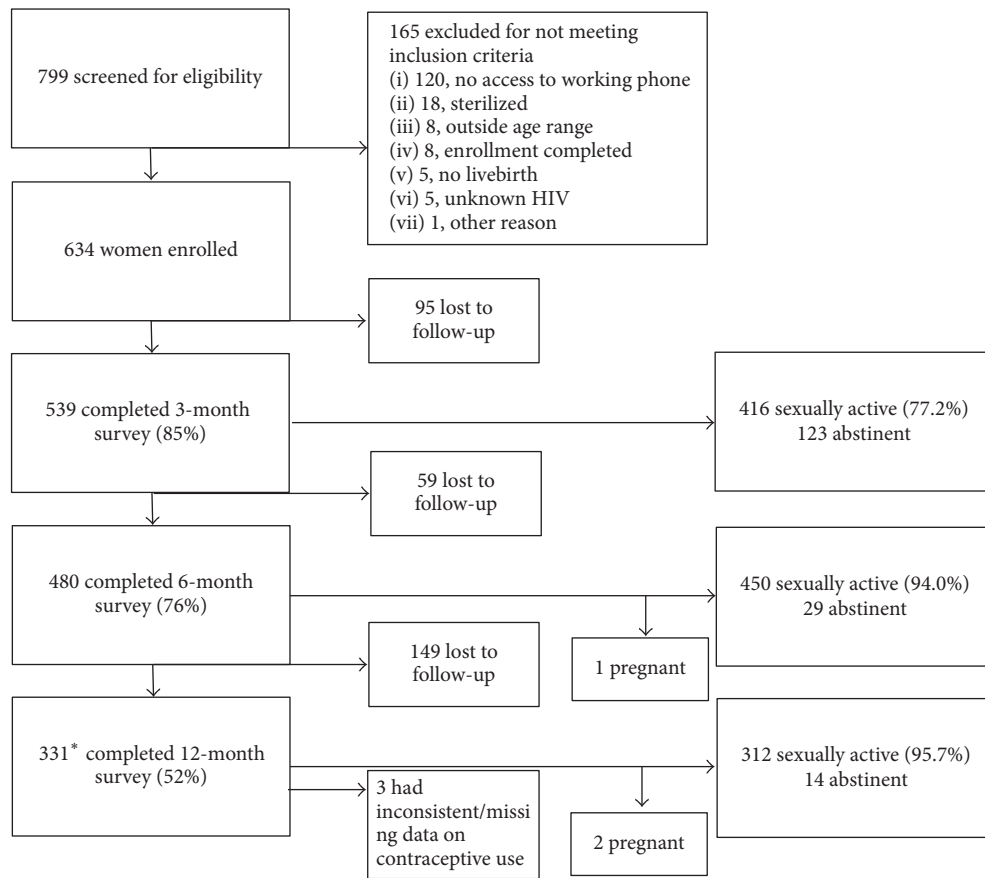 799 screened for eligibility
165 excluded for not meeting
inclusion criteria
(i) 120, no access to working phone
(ii) 18, sterilized
(iii) 8, outside age range
(iv) 8, enrollment completed
(v) 5, no livebirth
(vi) 5, unknown HIV
(vii) 1, other reason
634 women enrolled
95 lost to
follow-up
539 completed 3-month
survey (85%)
416 sexually active (77.2%)
123 abstinent
59 lost to
follow-up
480 completed 6-month
survey (76%)
450 sexually active (94.0%)
29 abstinent
1 pregnant
149 lost to
follow-up
331* completed 12-month
survey (52%)
312 sexually active (95.7%)
14 abstinent
3 had
inconsistent/missi
ng data on
contraceptive use
2 pregnant